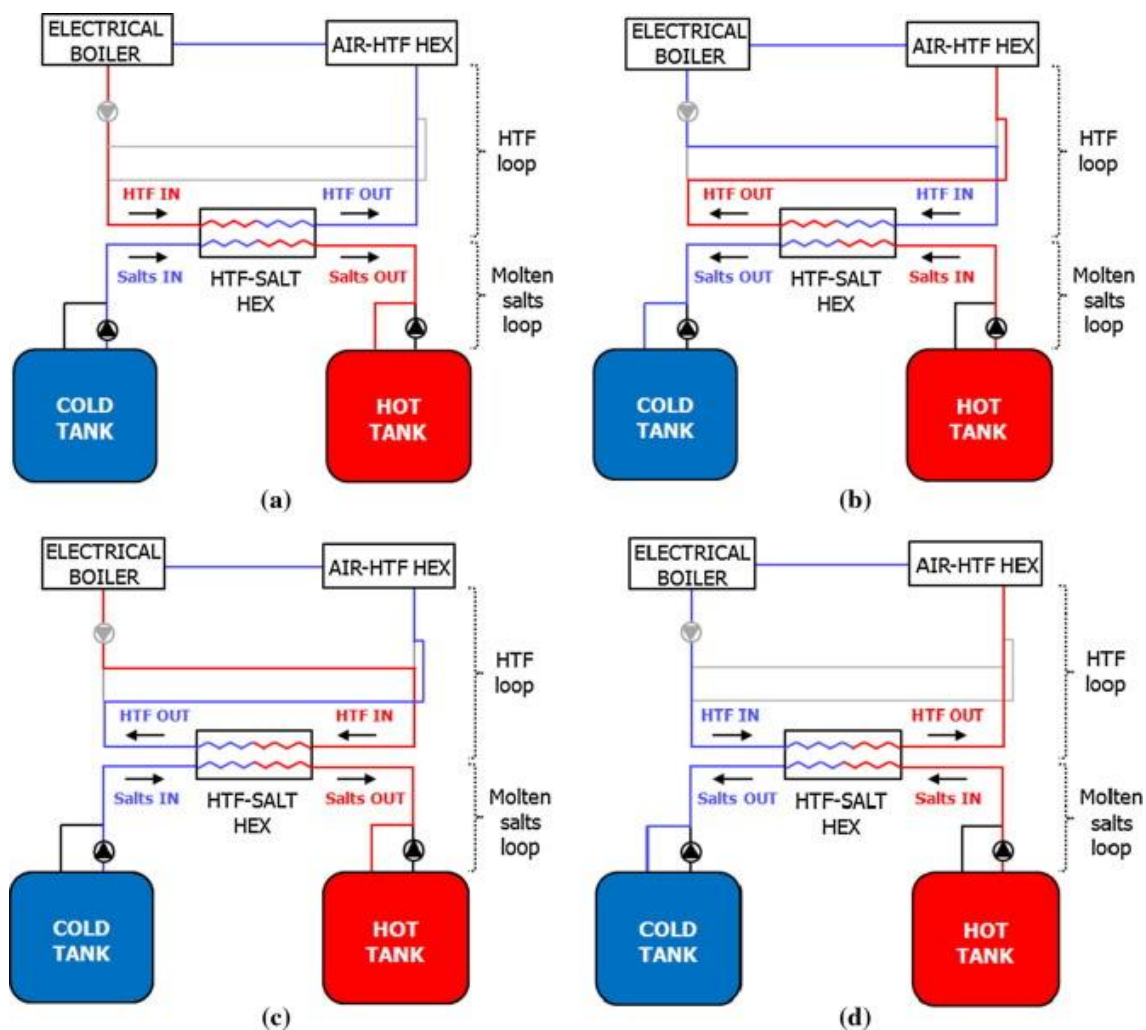 ELECTRICAL
BOILER
AIR-HTF HEX
HTF
loop
HTF IN
HTF OUT
Salts IN
Salts OUT
HTF-SALT
HEX
Molten
salts
loop
COLD
TANK
HOT
TANK
(a)
ELECTRICAL
BOILER
AIR-HTF HEX
HTF
loop
HTF OUT
HTF IN
Salts OUT
Salts IN
HTF-SALT
HEX
Molten
salts
loop
COLD
TANK
HOT
TANK
(b)
ELECTRICAL
BOILER
AIR-HTF HEX
HTF
loop
HTF OUT
HTF IN
Salts IN
Salts OUT
HTF-SALT
HEX
Molten
salts
loop
COLD
TANK
HOT
TANK
(c)
ELECTRICAL
BOILER
AIR-HTF HEX
HTF
loop
HTF IN
HTF OUT
Salts OUT
Salts IN
HTF-SALT
HEX
Molten
salts
loop
COLD
TANK
HOT
TANK
(d)